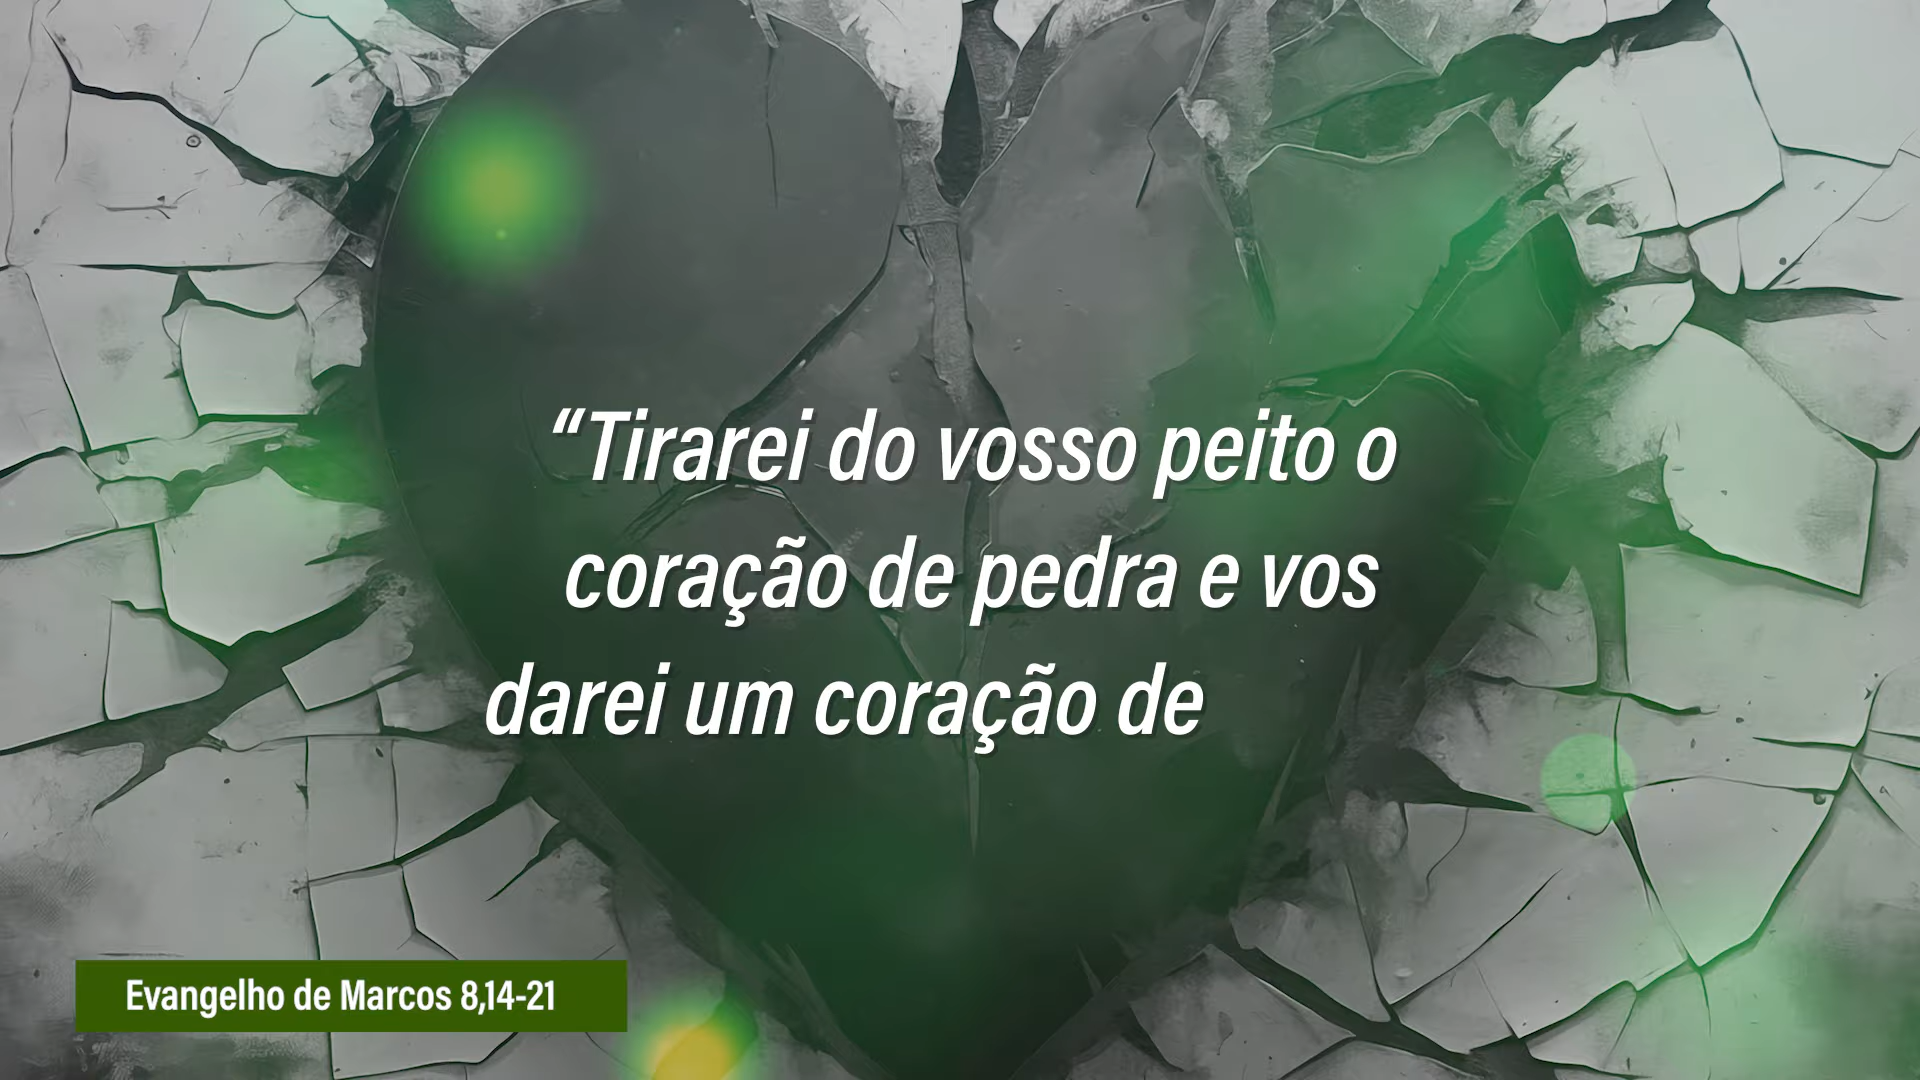 “Tirarei do vosso peito o
coração de pedra e vos
darei um coração de
Evangelho de Marcos 8,14-21